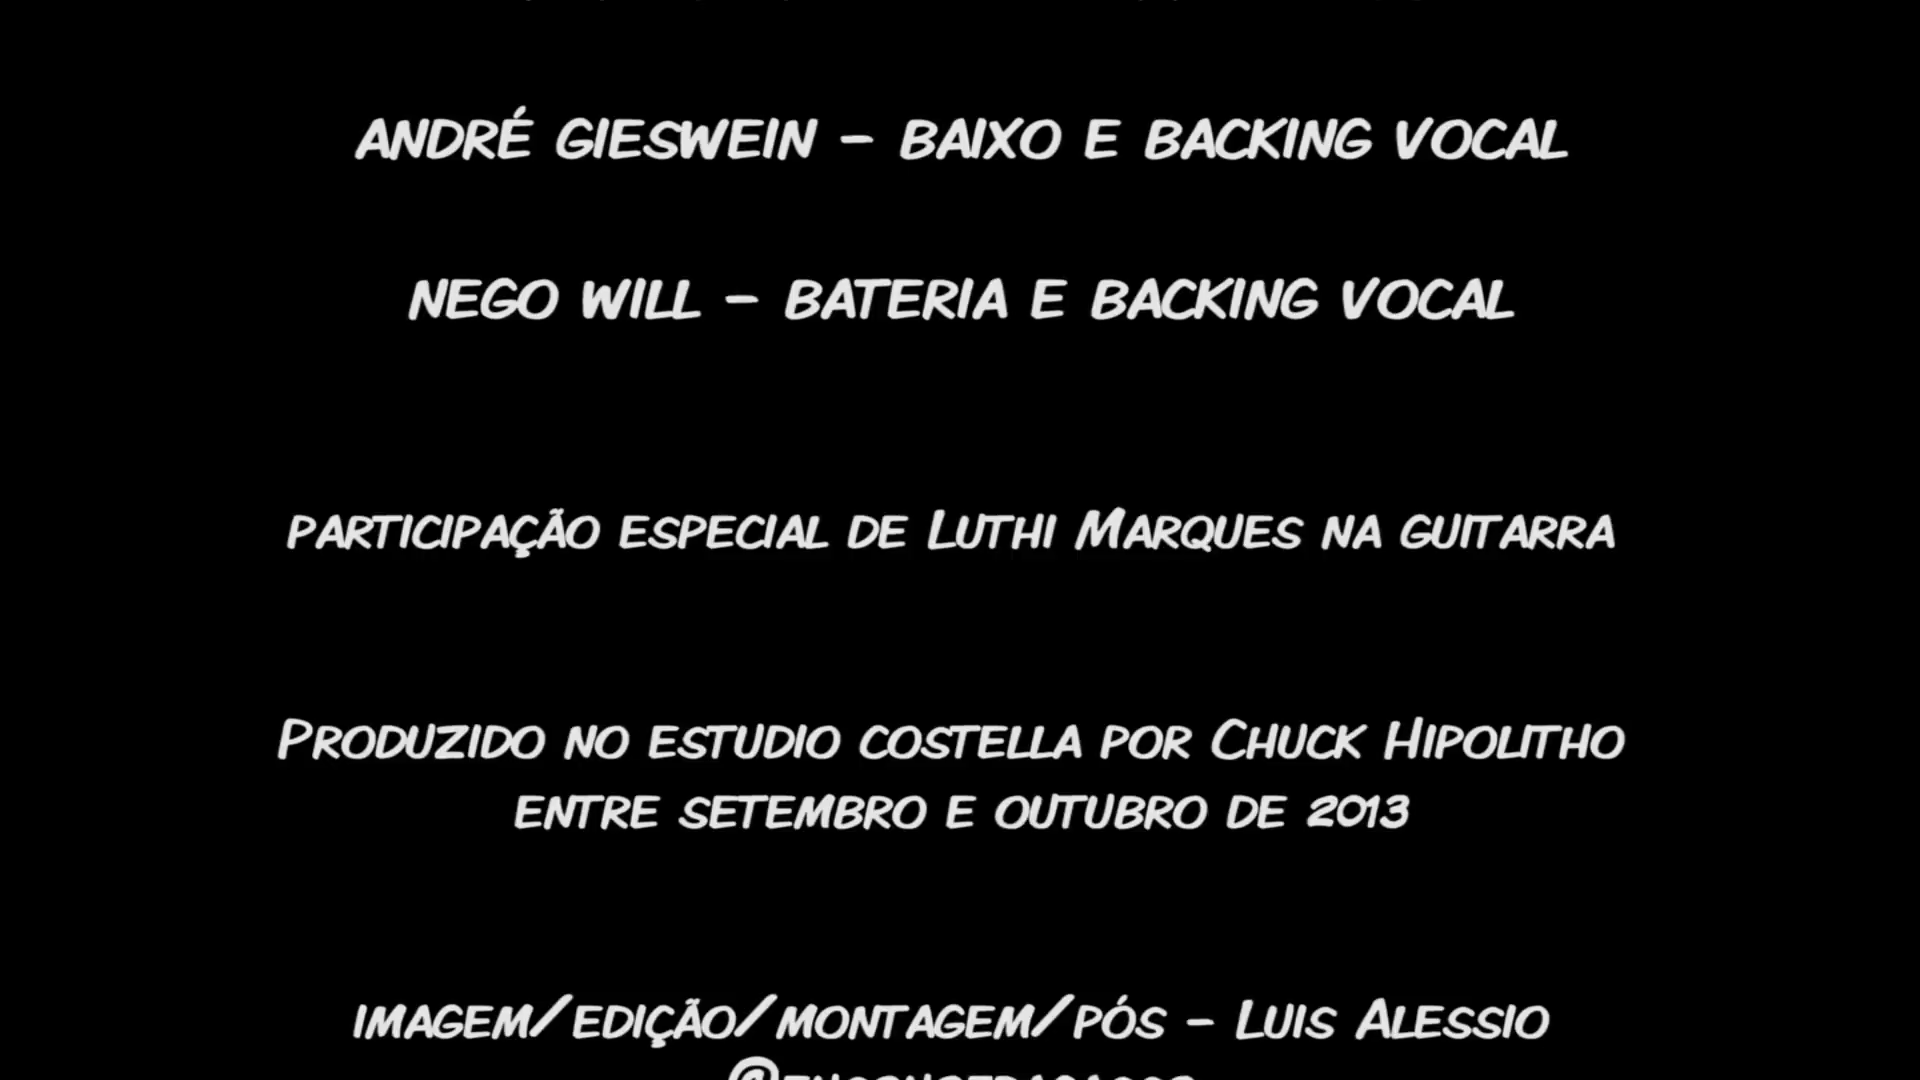 ANDRÉ GIESWEIN - BAIXO E BACKING VOCAL
NEGO WILL - BATERIA E BACKING VOCAL
PARTICIPAÇÃO ESPECIAL DE LUTHI MARQUES NA GUITARRA
PRODUZIDO NO ESTUDIO COSTELLA POR CHUCK HIPOLITHO
ENTRE SETEMBRO E OUTUBRO DE 2013
IMAGEM/EDIÇÃO/MONTAGEM/PÓS - LUIS ALESSIO